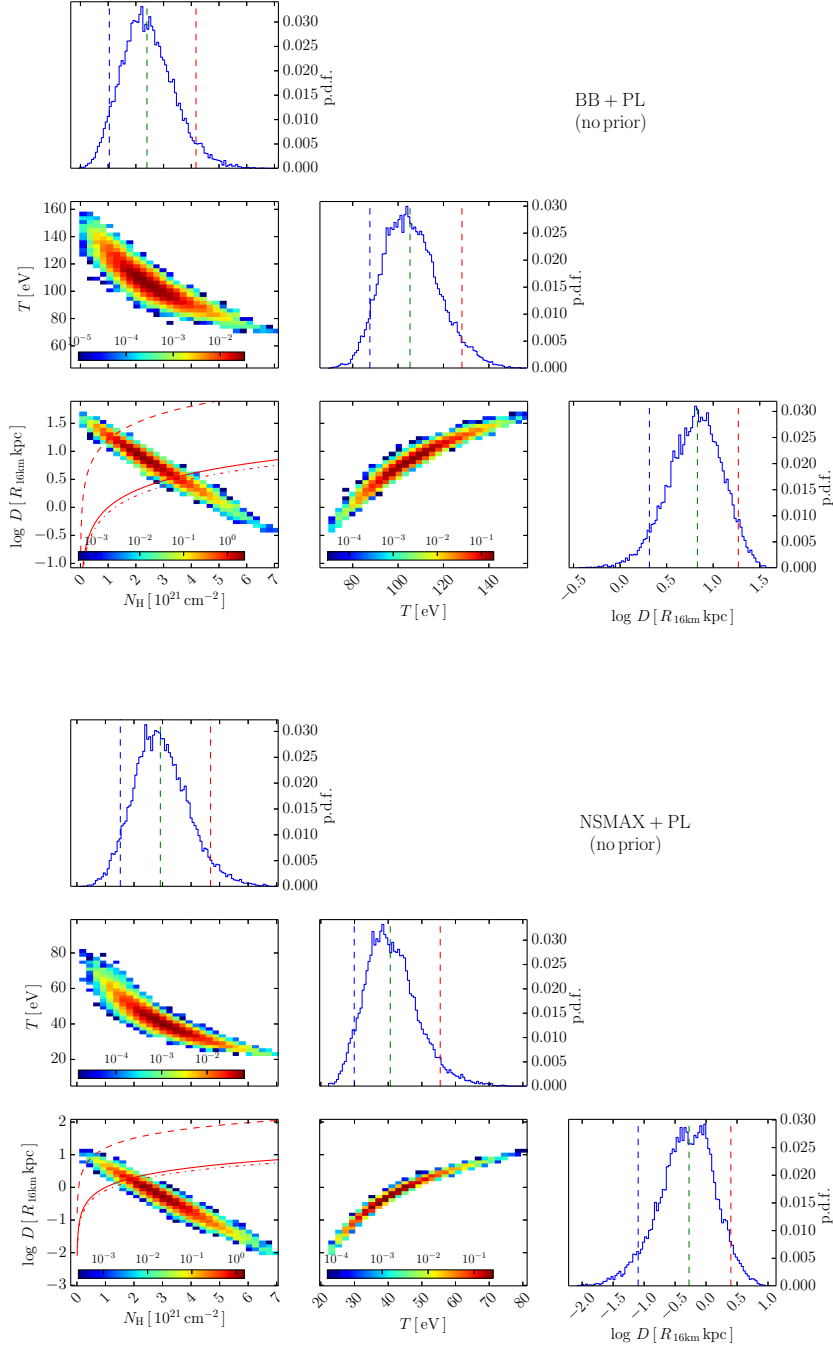 0.030
0.025
0.020
0.015
0.010
0.005
0.000
p.d.f.
BB + PL
(no prior)
160
140
120
100
80
60
T [ eV ]
10^{-5} 10^{-4} 10^{-3} 10^{-2}
0.030
0.025
0.020
0.015
0.010
0.005
0.000
p.d.f.
1.5
1.0
0.5
0.0
−0.5
−1.0
log D [ R_{16km} kpc ]
10^{-3} 10^{-2} 10^{-1} 10^{0}
0 1 2 3 4 5 6 7
N_H [ 10^{21} cm^{−2} ]
10^{-4} 10^{-3} 10^{-2} 10^{-1}
80 100 120 140
T [ eV ]
0.030
0.025
0.020
0.015
0.010
0.005
0.000
p.d.f.
−0.5 0.0 0.5 1.0 1.5
log D [ R_{16km} kpc ]
0.030
0.025
0.020
0.015
0.010
0.005
0.000
p.d.f.
NSMAX + PL
(no prior)
80
60
40
20
T [ eV ]
10^{-4} 10^{-3} 10^{-2}
0.030
0.025
0.020
0.015
0.010
0.005
0.000
p.d.f.
2
1
0
−1
−2
−3
log D [ R_{16km} kpc ]
10^{-3} 10^{-2} 10^{-1} 10^{0}
0 1 2 3 4 5 6 7
N_H [ 10^{21} cm^{−2} ]
10^{-4} 10^{-3} 10^{-2} 10^{-1}
20 30 40 50 60 70 80
T [ eV ]
0.030
0.025
0.020
0.015
0.010
0.005
0.000
p.d.f.
−2.0 −1.5 −1.0 −0.5 0.0 0.5 1.0
log D [ R_{16km} kpc ]